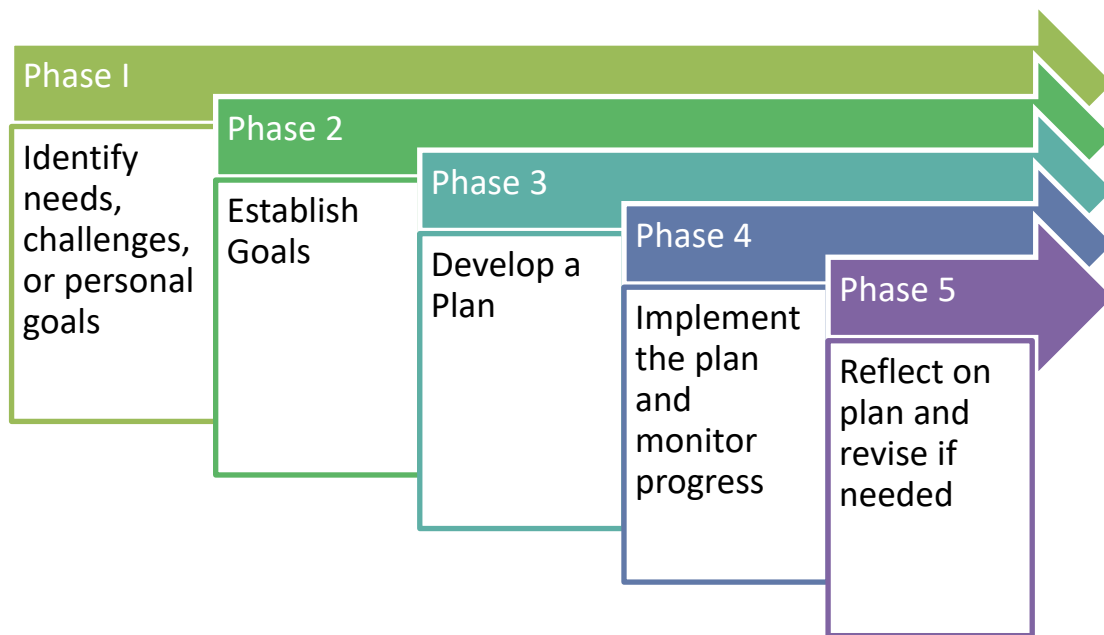 Phase I
Identify
needs,
challenges,
or personal
goals
Phase 2
Establish
Goals
Phase 3
Develop a
Plan
Phase 4
Implement
the plan
and
monitor
progress
Phase 5
Reflect on
plan and
revise if
needed